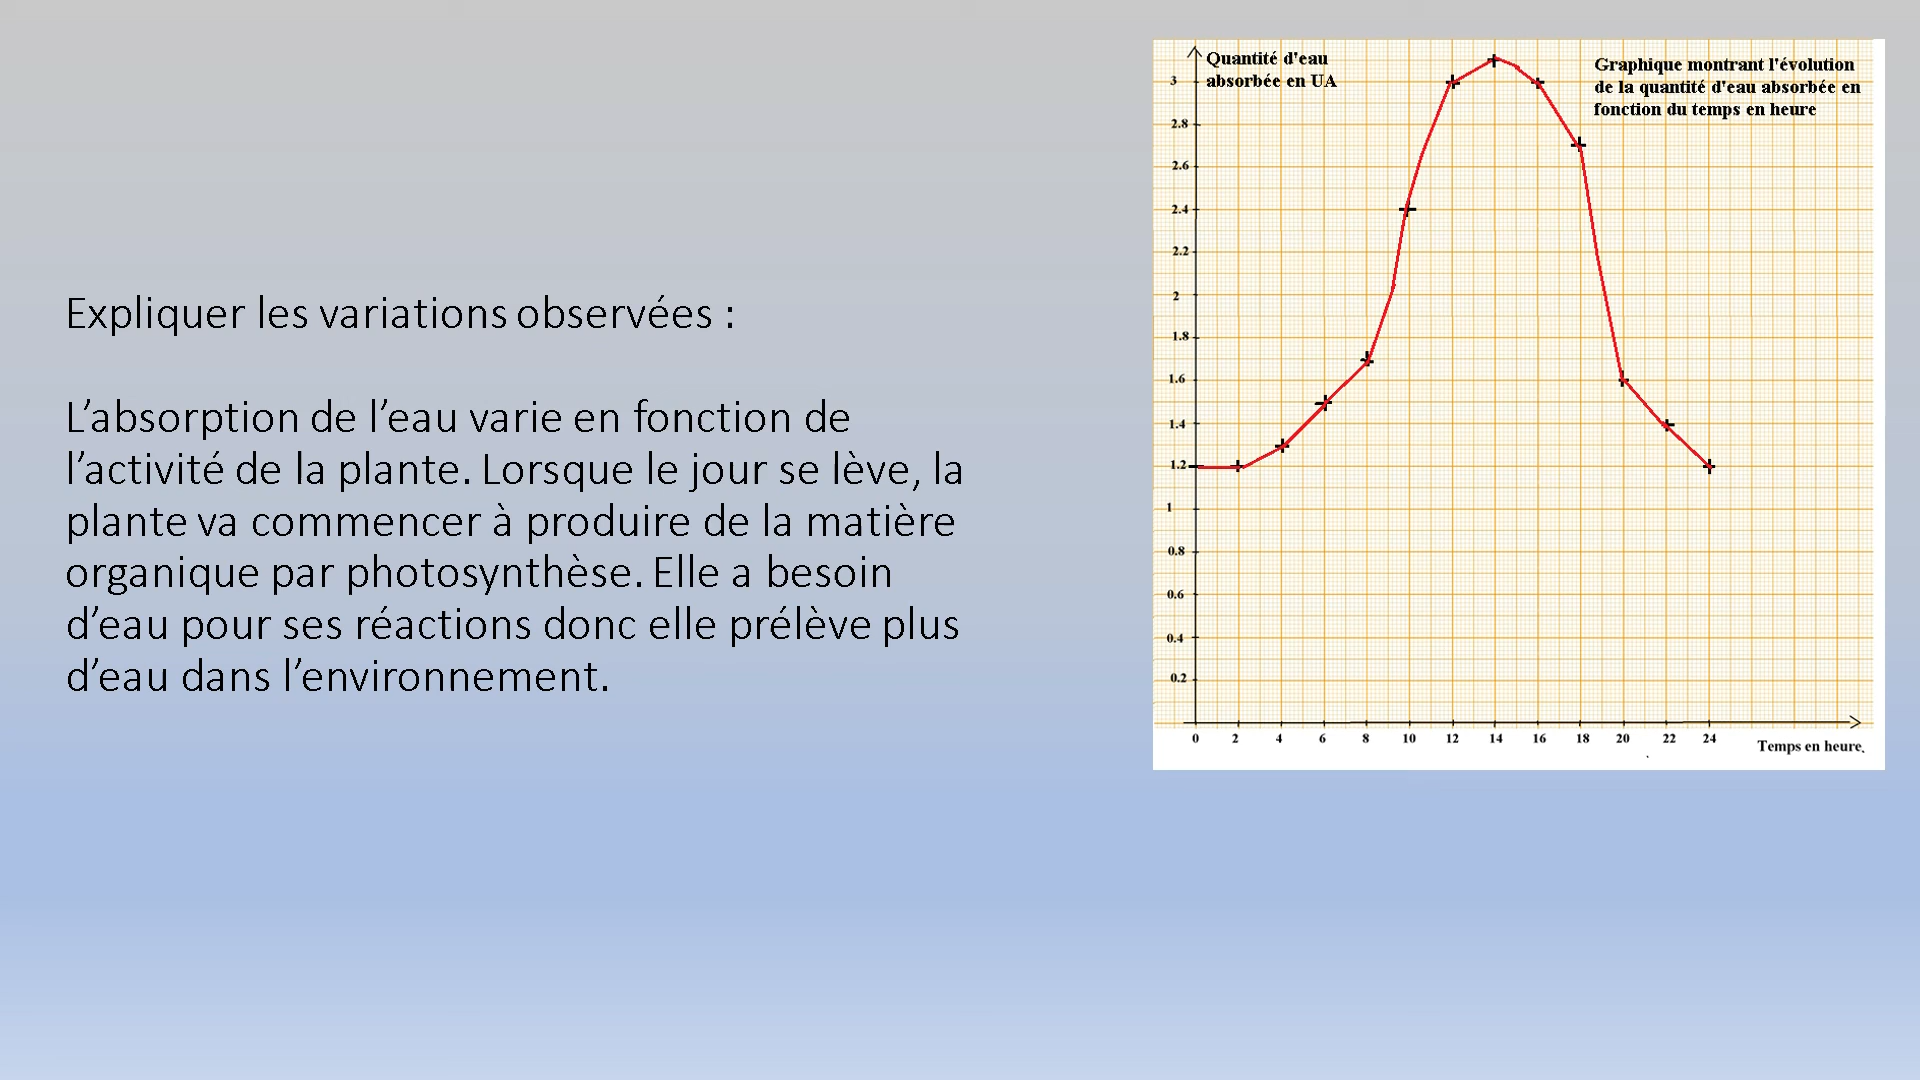 Expliquer les variations observées :
L’absorption de l’eau varie en fonction de
l’activité de la plante. Lorsque le jour se lève, la
plante va commencer à produire de la matière
organique par photosynthèse. Elle a besoin
d’eau pour ses réactions donc elle prélève plus
d’eau dans l’environnement.
Quantité d'eau
absorbée en UA
Graphique montrant l'évolution
de la quantité d'eau absorbée en
fonction du temps en heure
3
2.8
2.6
2.4
2.2
2
1.8
1.6
1.4
1.2
1
0.8
0.6
0.4
0.2
0 2 4 6 8 10 12 14 16 18 20 22 24
Temps en heure.